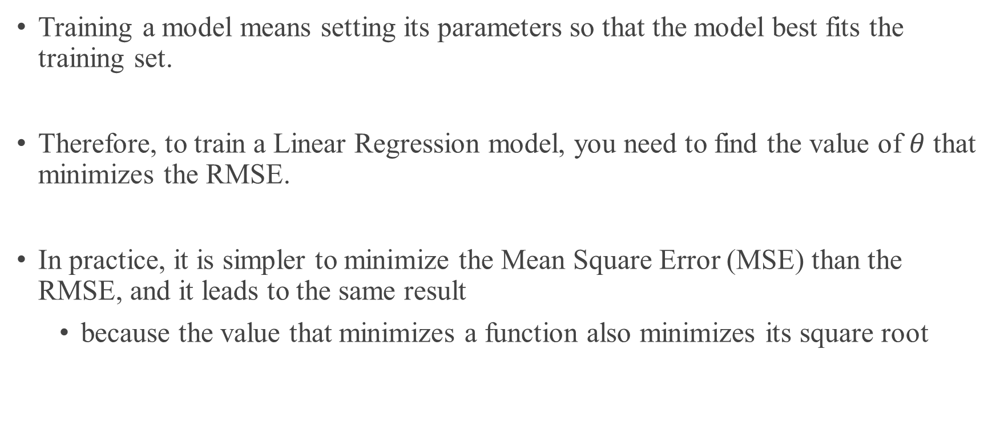 • Training a model means setting its parameters so that the model best fits the
training set.
• Therefore, to train a Linear Regression model, you need to find the value of θ that
minimizes the RMSE.
• In practice, it is simpler to minimize the Mean Square Error (MSE) than the
RMSE, and it leads to the same result
• because the value that minimizes a function also minimizes its square root